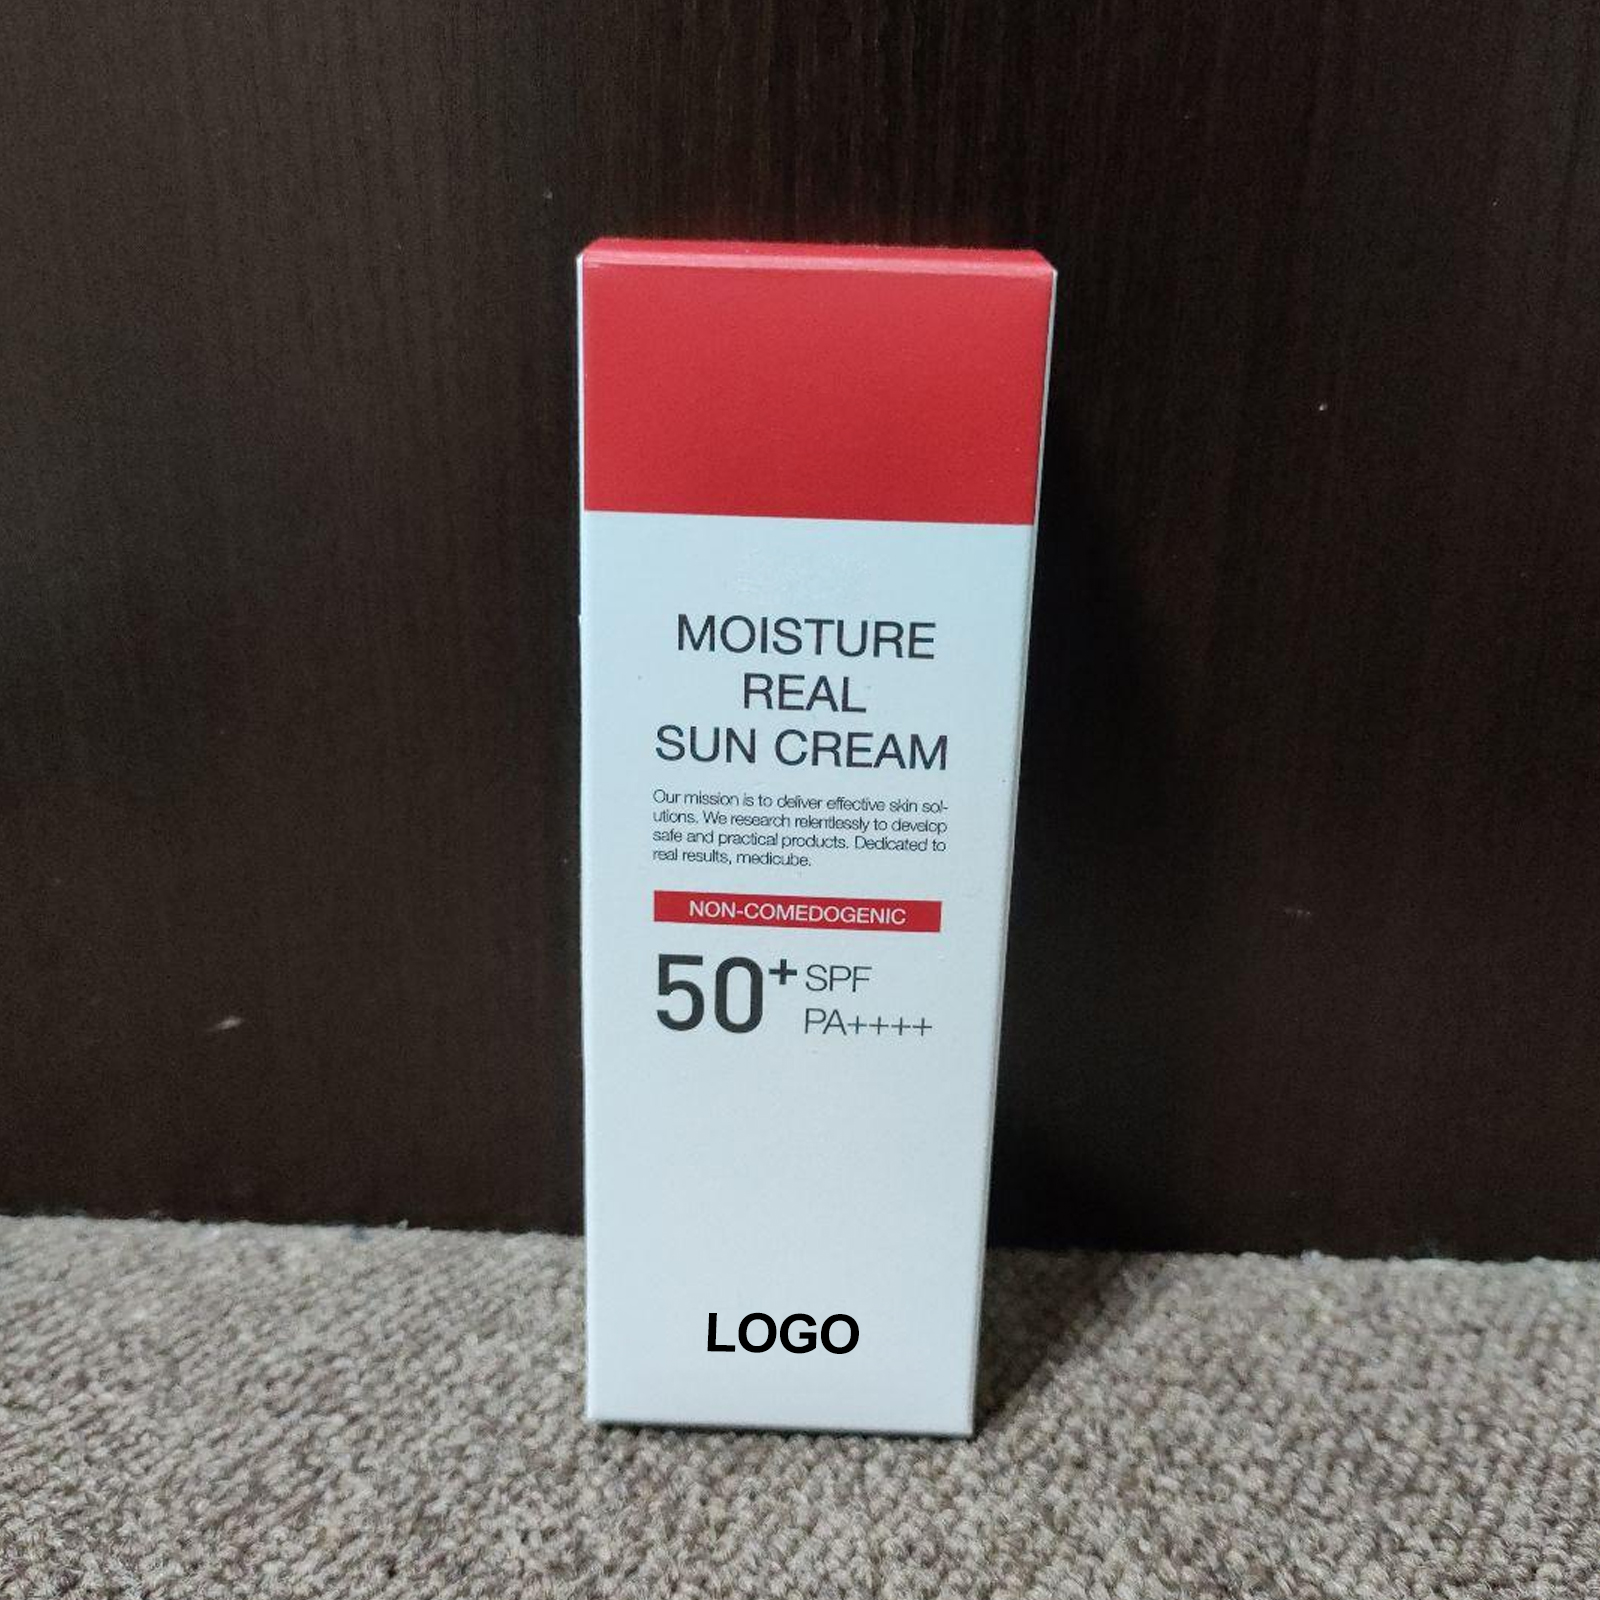 MOISTURE
REAL
SUN CREAM
Our mission is to deliver effective skin sol-
utions. We research relentlessly to develop
safe and practical products. Dedicated to
real results, medicube.
NON-COMEDOGENIC
50+ SPF
PA++++
LOGO